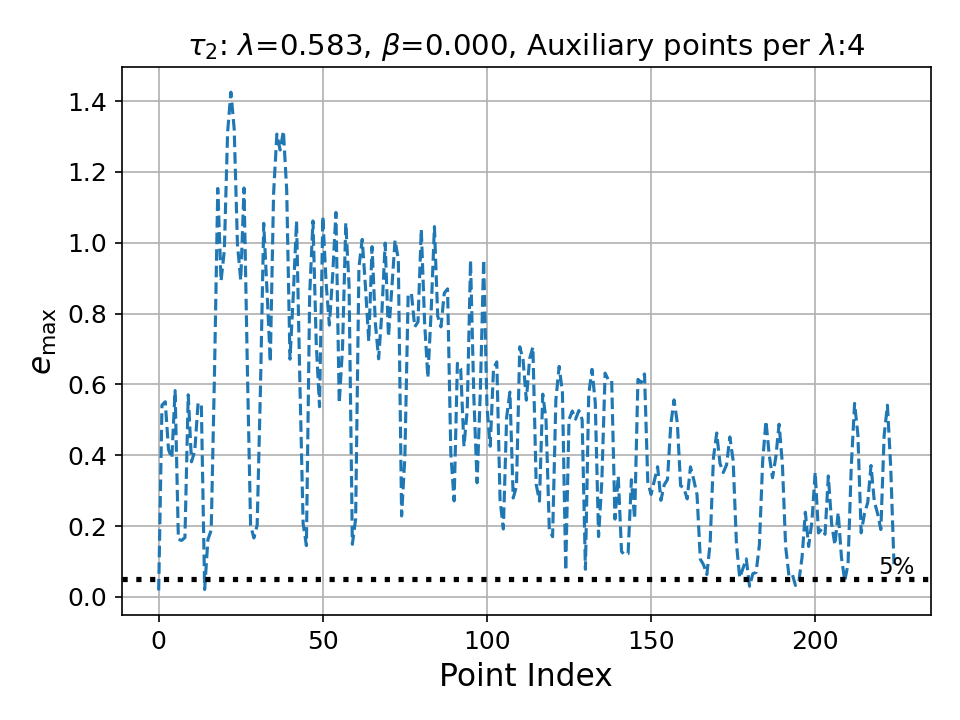 τ₂: λ=0.583, β=0.000, Auxiliary points per λ:4
e_max
1.4
1.2
1.0
0.8
0.6
0.4
0.2
0.0
5%
0 50 100 150 200
Point Index